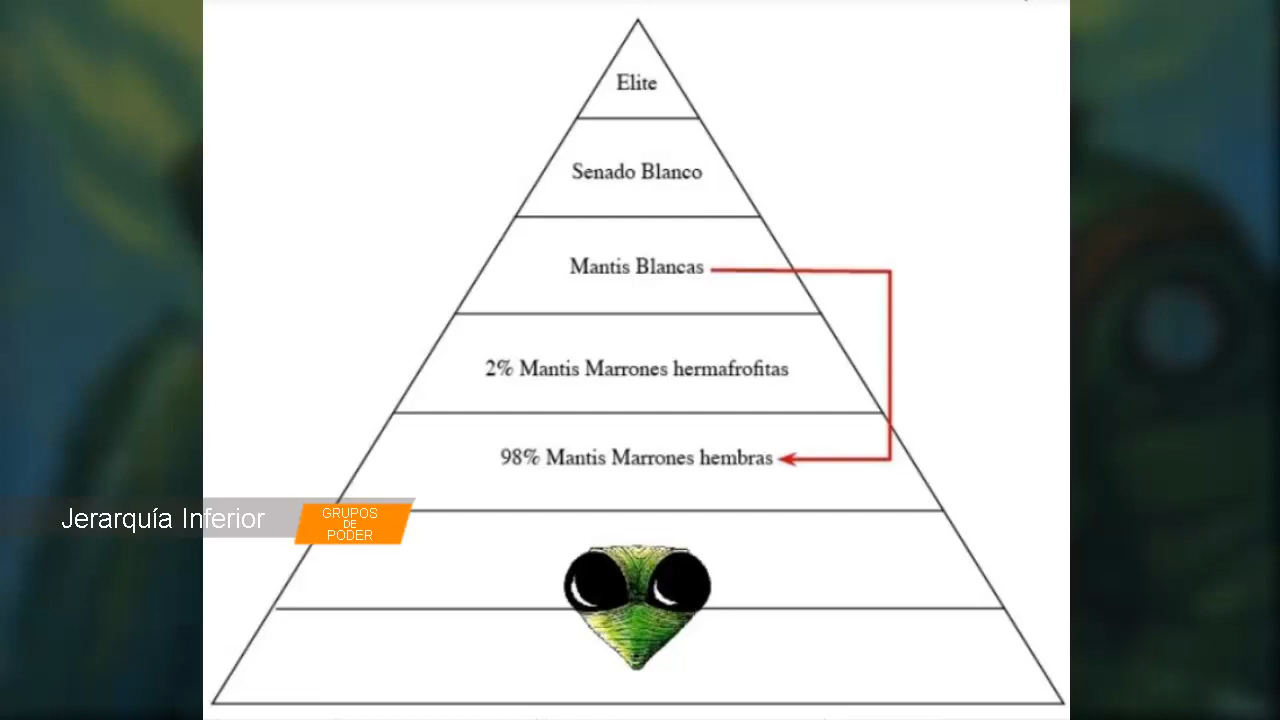 Elite
Senado Blanco
Mantis Blancas
2% Mantis Marrones hermafrofitas
98% Mantis Marrones hembras
Jerarquía Inferior
GRUPOS
DE
PODER